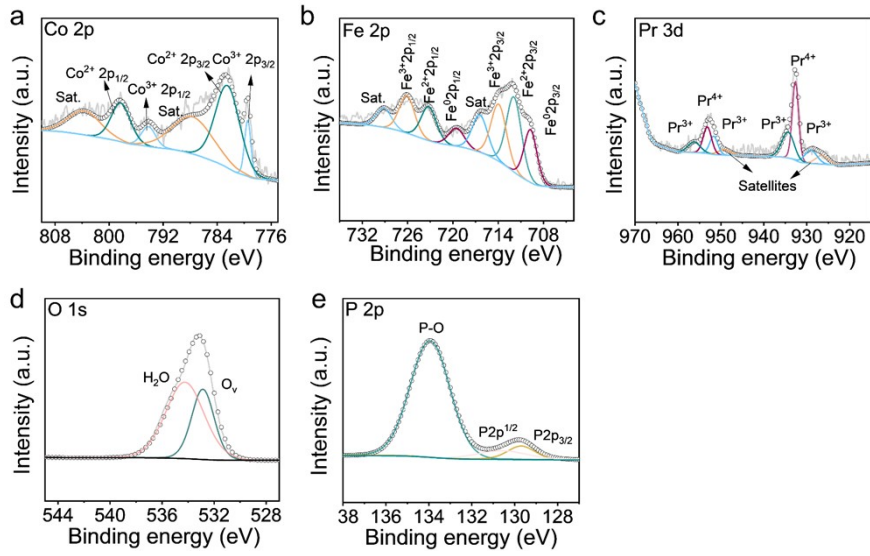 a
Co 2p
Co²⁺ 2p₃/₂ Co³⁺ 2p₃/₂
Co²⁺ 2p₁/₂
Co³⁺ 2p₁/₂
Sat.
Sat.
Intensity (a.u.)
808 800 792 784 776
Binding energy (eV)
b
Fe 2p
Sat.
Fe³⁺2p₁/₂
Fe²⁺2p₁/₂
Fe⁰2p₁/₂
Sat.
Fe³⁺2p₃/₂
Fe²⁺2p₃/₂
Fe⁰2p₃/₂
Intensity (a.u.)
732 726 720 714 708
Binding energy (eV)
c
Pr 3d
Pr³⁺
Pr⁴⁺
Pr³⁺
Pr³⁺
Pr⁴⁺
Pr³⁺
Satellites
Intensity (a.u.)
970 960 950 940 930 920
Binding energy (eV)
d
O 1s
H₂O
Oᵥ
Intensity (a.u.)
544 540 536 532 528
Binding energy (eV)
e
P 2p
P-O
P2p¹/²
P2p₃/₂
Intensity (a.u.)
38 136 134 132 130 128
Binding energy (eV)